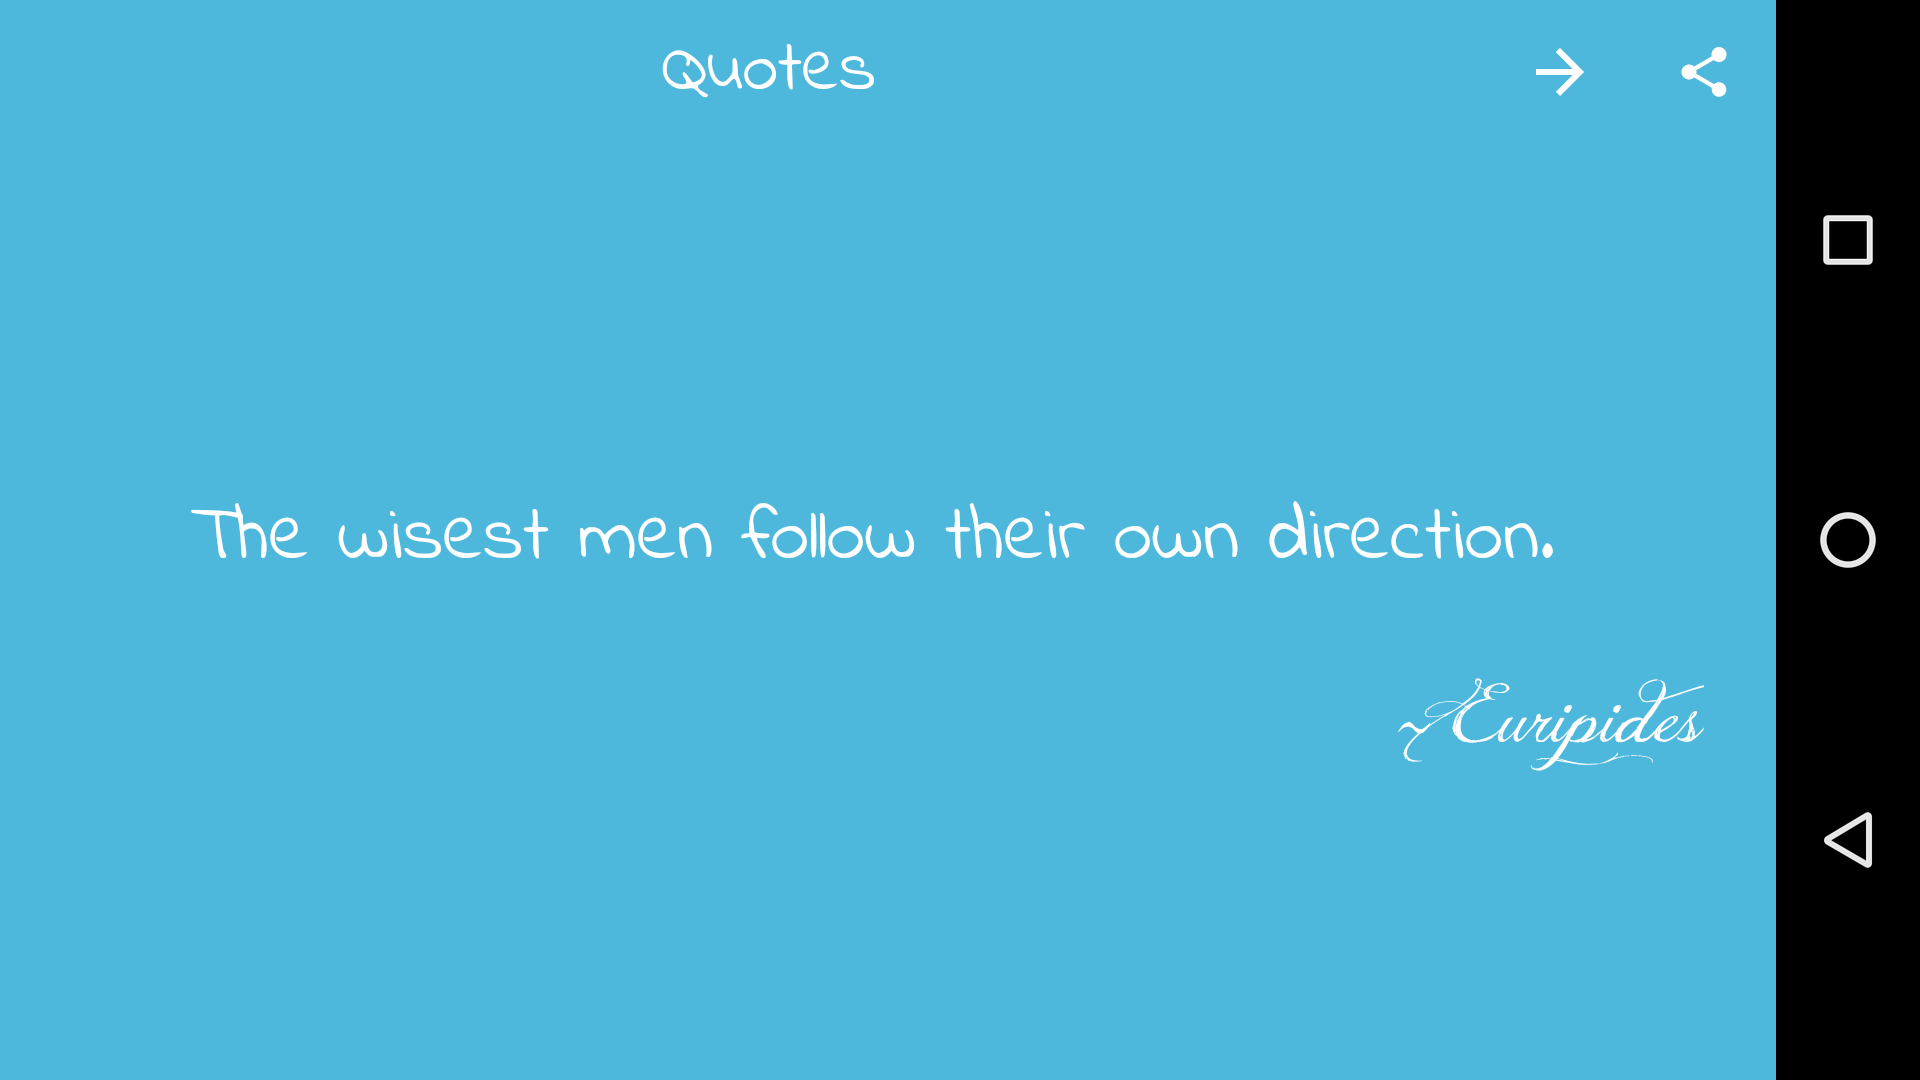 Quotes
The wisest men follow their own direction.
~Euripides